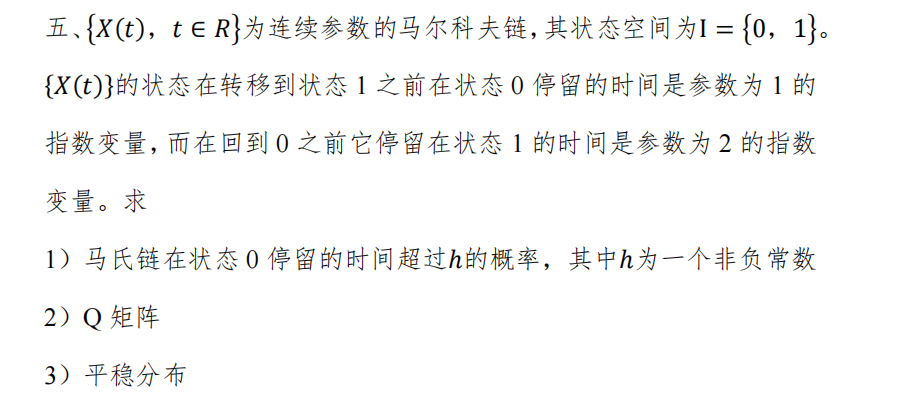 五、{X(t)，t ∈ R}为连续参数的马尔科夫链，其状态空间为I = {0，1}。
{X(t)}的状态在转移到状态 1 之前在状态 0 停留的时间是参数为 1 的
指数变量，而在回到 0 之前它停留在状态 1 的时间是参数为 2 的指数
变量。求
1）马氏链在状态 0 停留的时间超过h的概率，其中h为一个非负常数
2）Q 矩阵
3）平稳分布